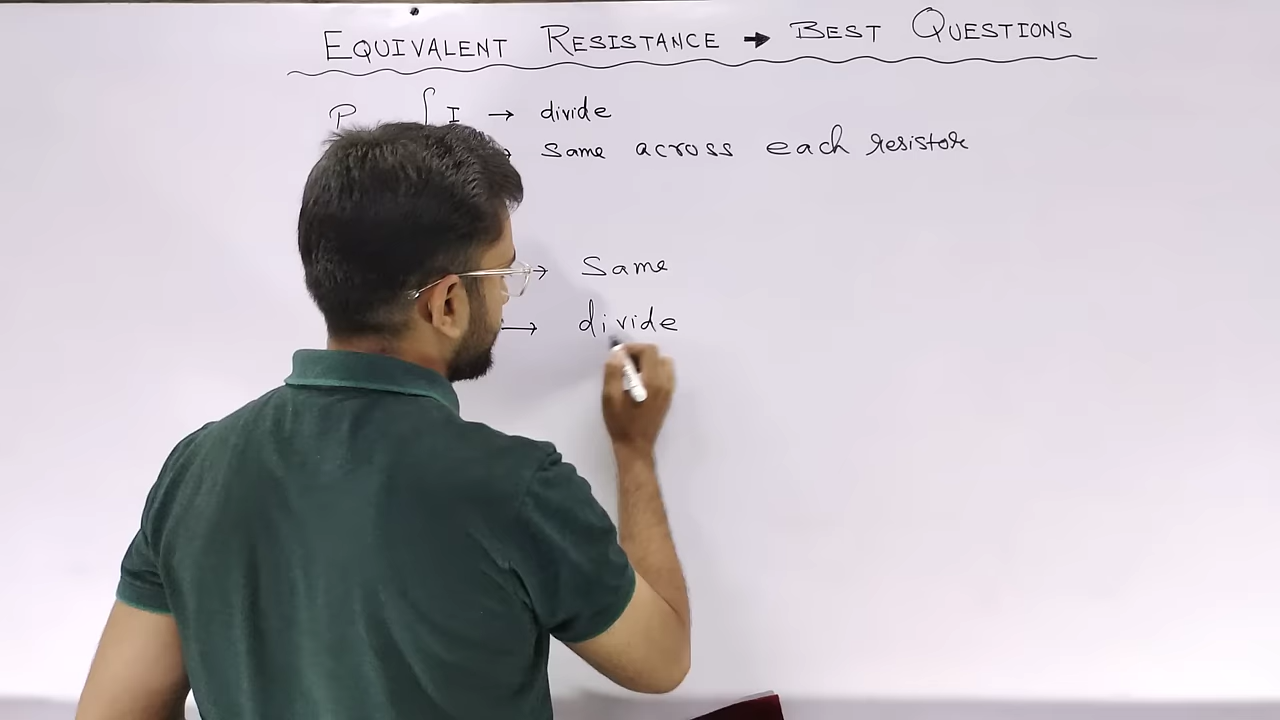 EQUIVALENT RESISTANCE → BEST QUESTIONS
P { I → divide
→ Same across each resistor
→ Same
→ divide